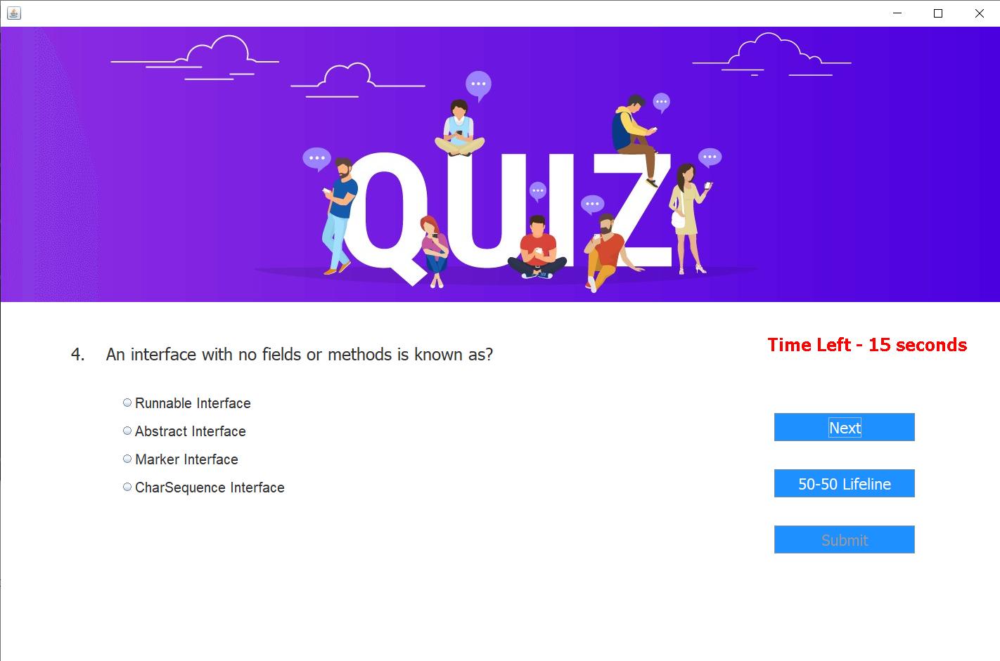 QUIZ
4. An interface with no fields or methods is known as?
Time Left - 15 seconds
Runnable Interface
Abstract Interface
Marker Interface
CharSequence Interface
Next
50-50 Lifeline
Submit